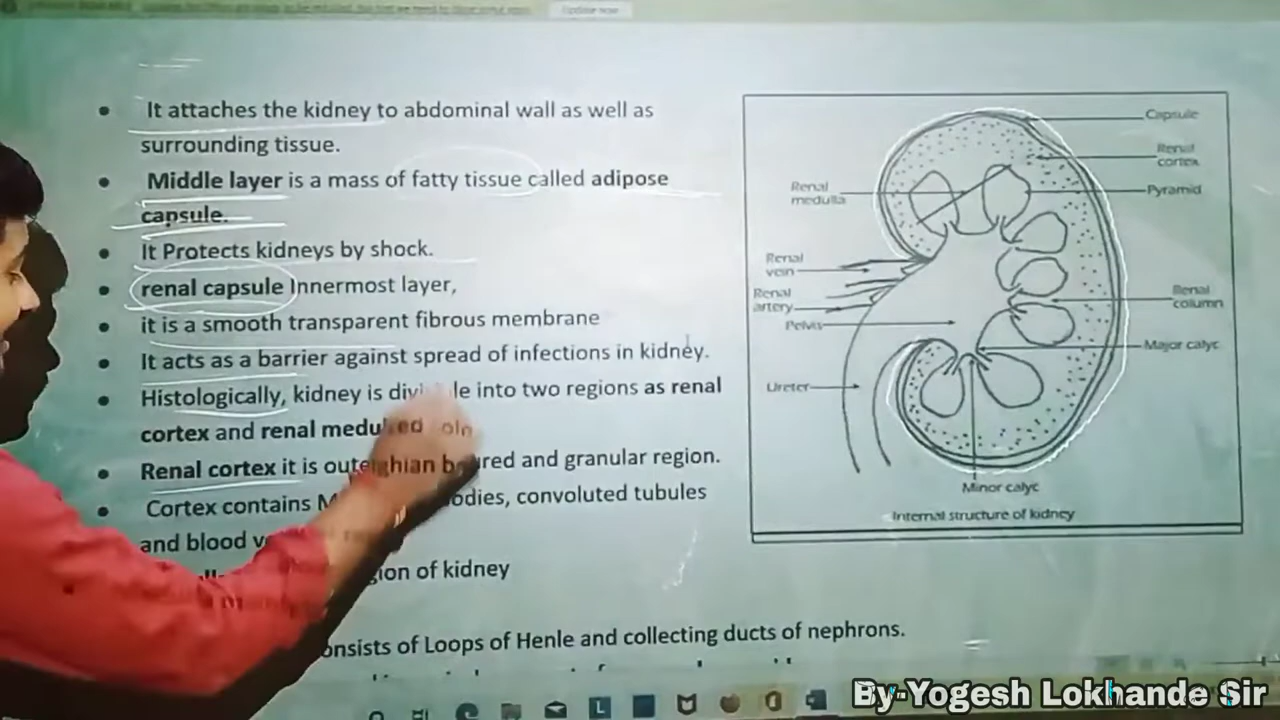 Update now
It attaches the kidney to abdominal wall as well as
surrounding tissue.
Middle layer is a mass of fatty tissue called adipose
capsule.
It Protects kidneys by shock.
renal capsule Innermost layer,
it is a smooth transparent fibrous membrane
It acts as a barrier against spread of infections in kidney.
Histologically, kidney is into two regions as renal
cortex and renal
Renal cortex it is and granular region.
Cortex contains convoluted tubules
and blood
of kidney
of Loops of Henle and collecting ducts of nephrons.
Capsule
Renal
cortex
Renal
medulla
Pyramid
Renal
vein
Renal
artery
Renal
column
Pelvis
Major calyc
Ureter
Minor calyc
Internal structure of kidney
By-Yogesh Lokhande Sir